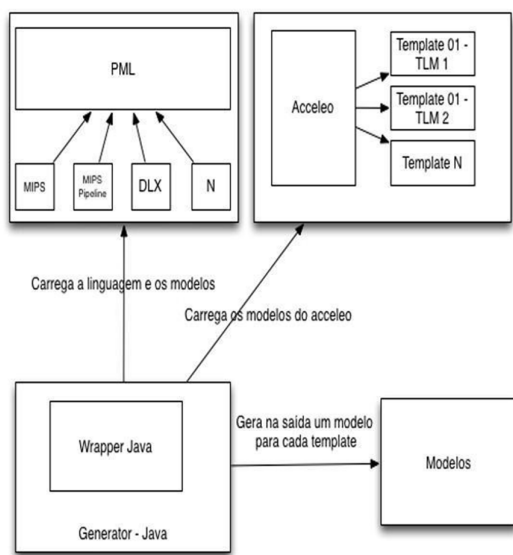 PML
MIPS
MIPS
Pipeline
DLX
N
Acceleo
Template 01 -
TLM 1
Template 01 -
TLM 2
Template N
Carrega a linguagem e os modelos
Carrega os modelos do acceleo
Wrapper Java
Generator - Java
Gera na saída um modelo
para cada template
Modelos